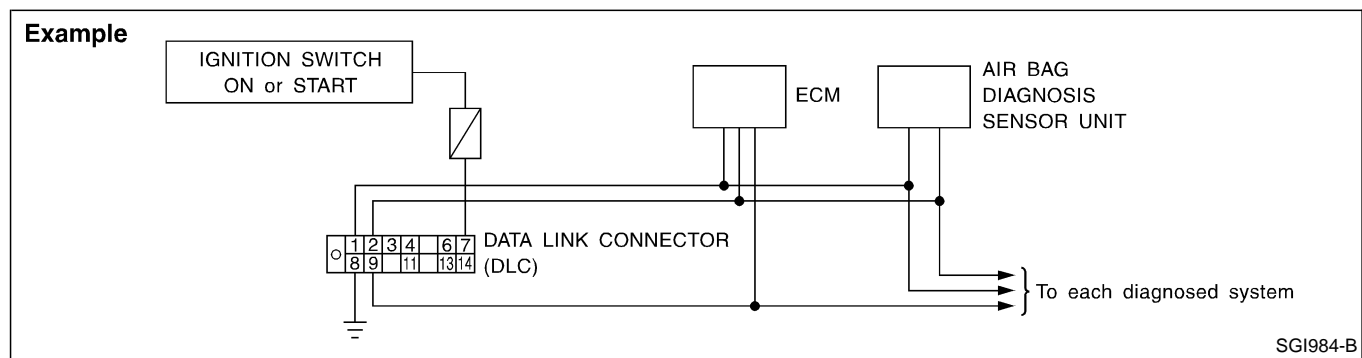 Example
IGNITION SWITCH
ON or START
ECM
AIR BAG
DIAGNOSIS
SENSOR UNIT
1 2 3 4 6 7
8 9 11 13 14
DATA LINK CONNECTOR
(DLC)
To each diagnosed system
SGI984-B